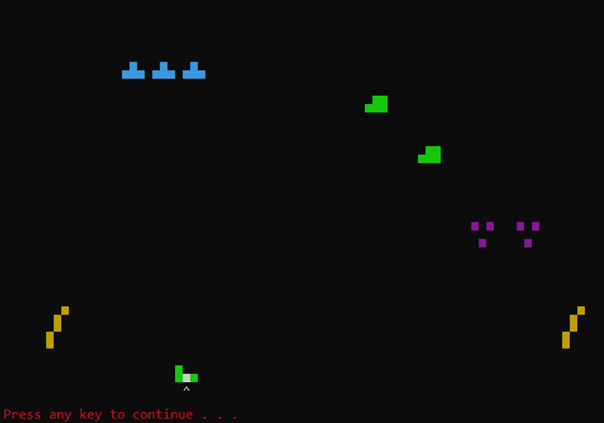 ^
Press any key to continue . . .